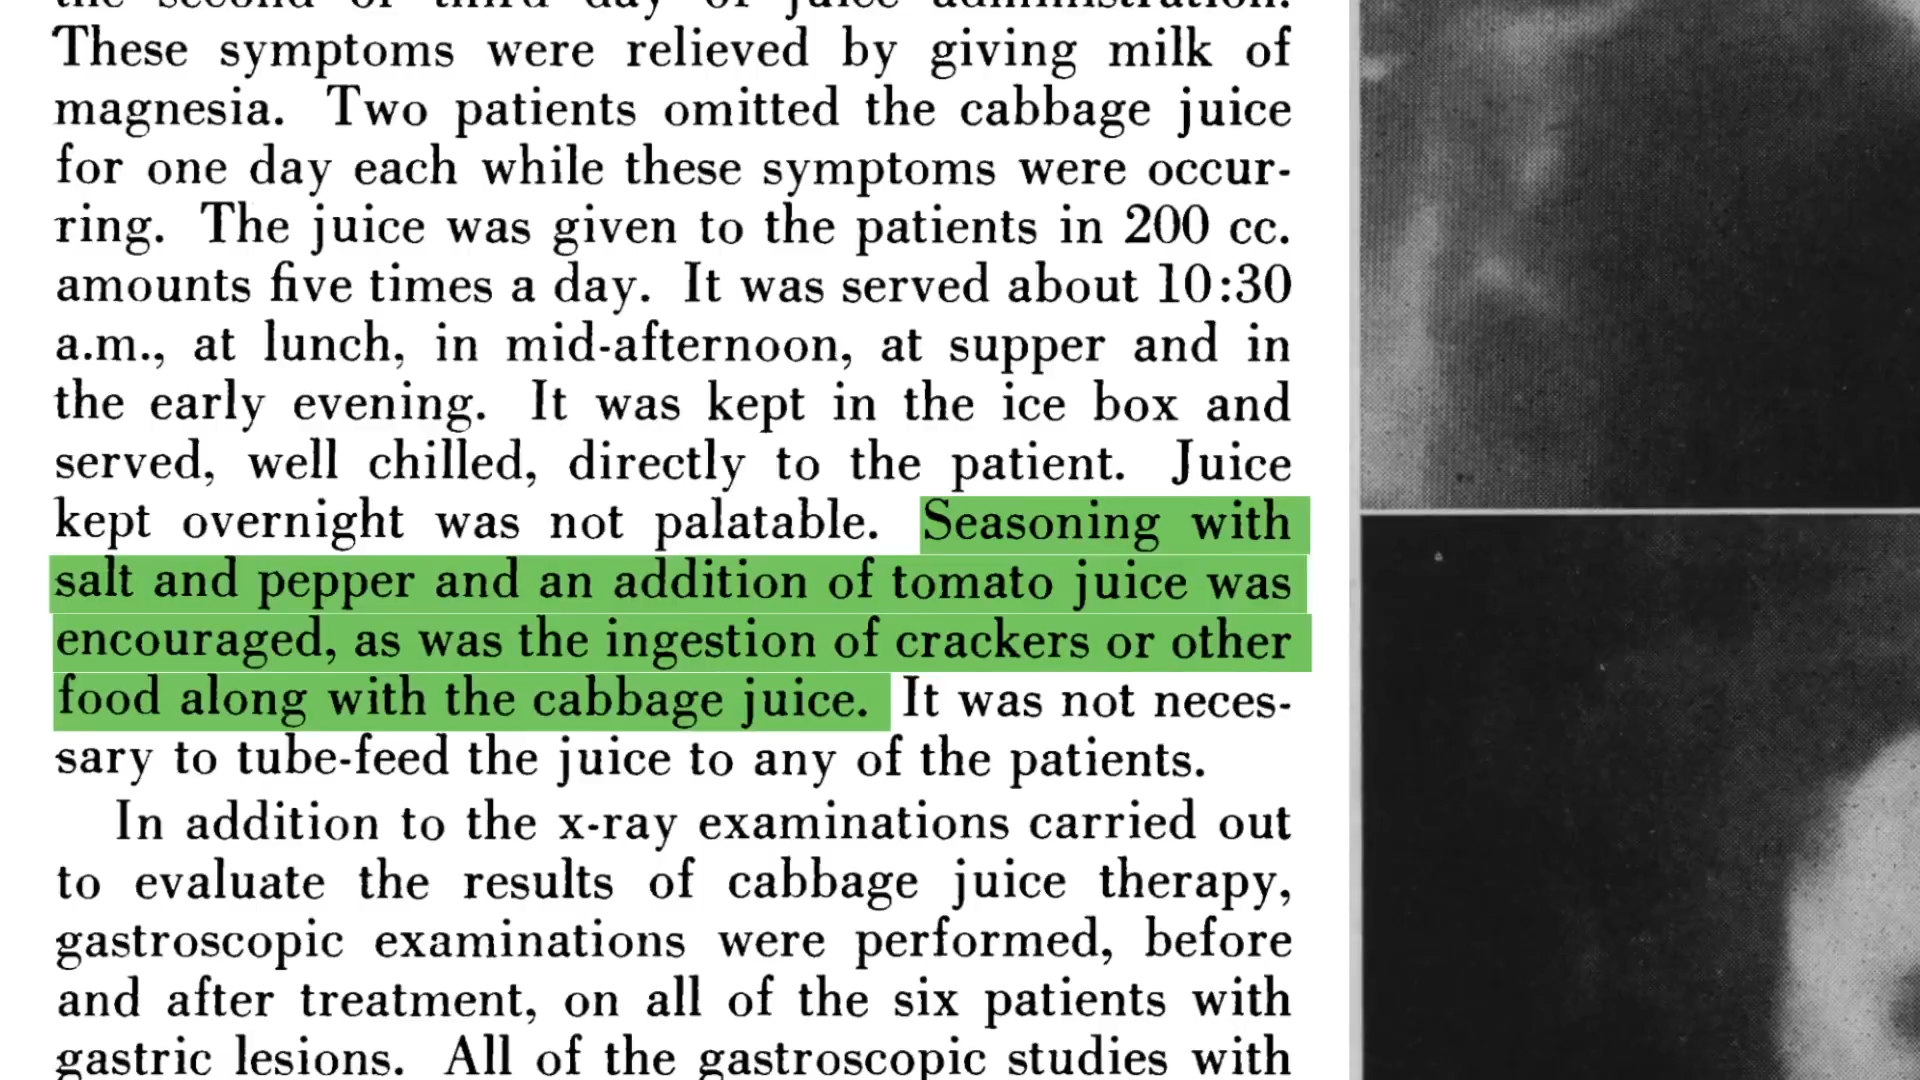 the second or third day of juice administration.
These symptoms were relieved by giving milk of
magnesia. Two patients omitted the cabbage juice
for one day each while these symptoms were occur-
ring. The juice was given to the patients in 200 cc.
amounts five times a day. It was served about 10:30
a.m., at lunch, in mid-afternoon, at supper and in
the early evening. It was kept in the ice box and
served, well chilled, directly to the patient. Juice
kept overnight was not palatable. Seasoning with
salt and pepper and an addition of tomato juice was
encouraged, as was the ingestion of crackers or other
food along with the cabbage juice. It was not neces-
sary to tube-feed the juice to any of the patients.
In addition to the x-ray examinations carried out
to evaluate the results of cabbage juice therapy,
gastroscopic examinations were performed, before
and after treatment, on all of the six patients with
gastric lesions. All of the gastroscopic studies with